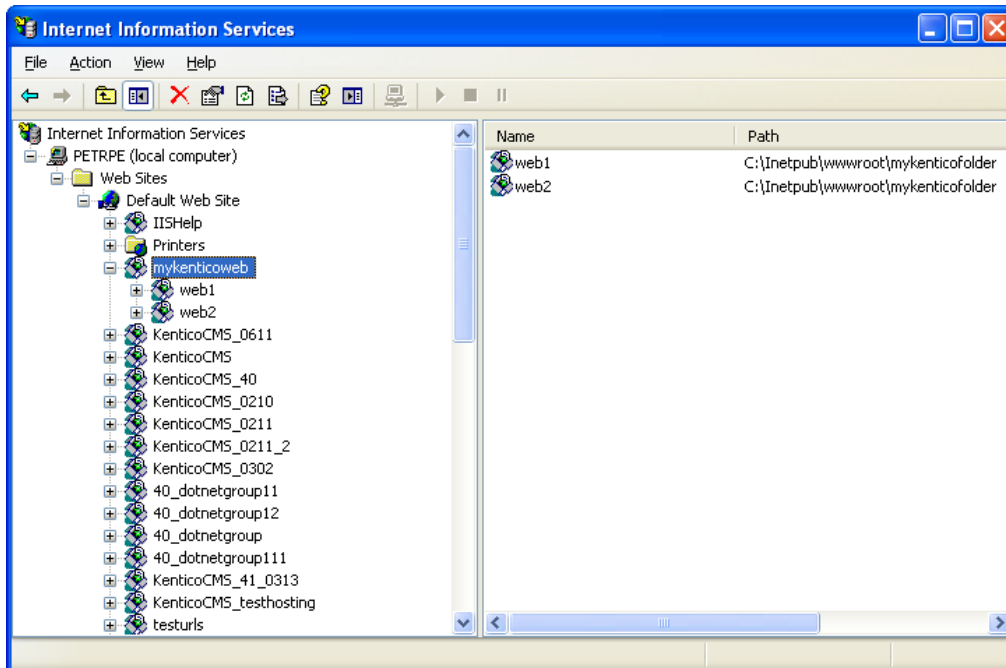 Internet Information Services
File Action View Help
Internet Information Services
PETRPE (local computer)
Web Sites
Default Web Site
IISHelp
Printers
mykenticoweb
web1
web2
KenticoCMS_0611
KenticoCMS
KenticoCMS_40
KenticoCMS_0210
KenticoCMS_0211
KenticoCMS_0211_2
KenticoCMS_0302
40_dotnetgroup11
40_dotnetgroup12
40_dotnetgroup
40_dotnetgroup111
KenticoCMS_41_0313
KenticoCMS_testhosting
testurls
Name Path
web1 C:\Inetpub\wwwroot\mykenticofolder
web2 C:\Inetpub\wwwroot\mykenticofolder